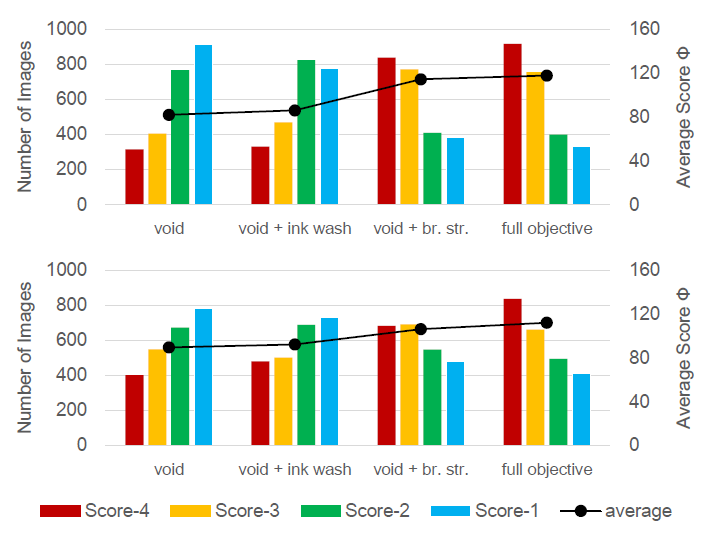 Number of Images
1000
800
600
400
200
0
160
120
80
40
0
Average Score Φ
void
void + ink wash
void + br. str.
full objective
Number of Images
1000
800
600
400
200
0
160
120
80
40
0
Average Score Φ
void
void + ink wash
void + br. str.
full objective
Score-4 Score-3 Score-2 Score-1 average